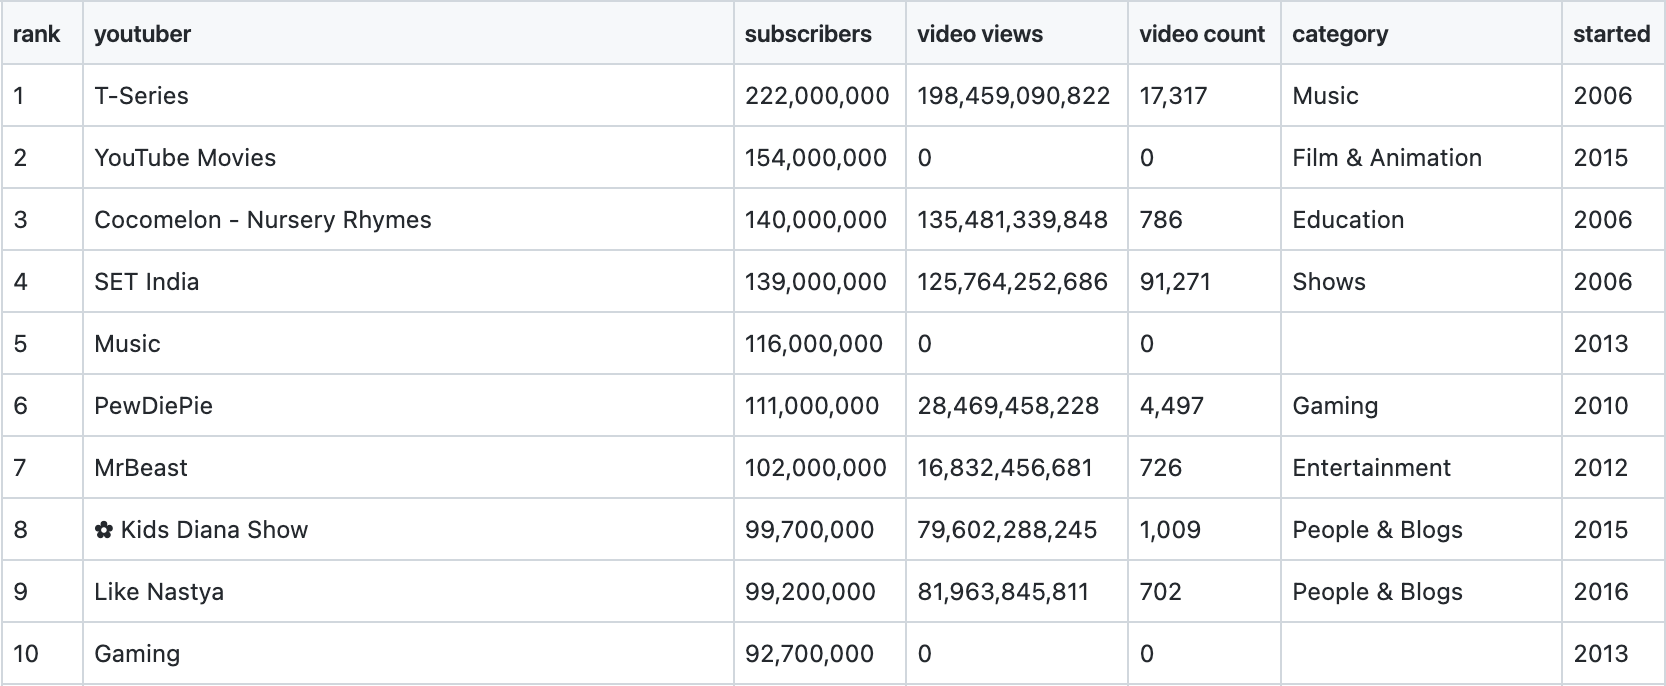 rank youtuber subscribers video views video count category started
1 T-Series 222,000,000 198,459,090,822 17,317 Music 2006
2 YouTube Movies 154,000,000 0 0 Film & Animation 2015
3 Cocomelon - Nursery Rhymes 140,000,000 135,481,339,848 786 Education 2006
4 SET India 139,000,000 125,764,252,686 91,271 Shows 2006
5 Music 116,000,000 0 0 2013
6 PewDiePie 111,000,000 28,469,458,228 4,497 Gaming 2010
7 MrBeast 102,000,000 16,832,456,681 726 Entertainment 2012
8 ✿ Kids Diana Show 99,700,000 79,602,288,245 1,009 People & Blogs 2015
9 Like Nastya 99,200,000 81,963,845,811 702 People & Blogs 2016
10 Gaming 92,700,000 0 0 2013